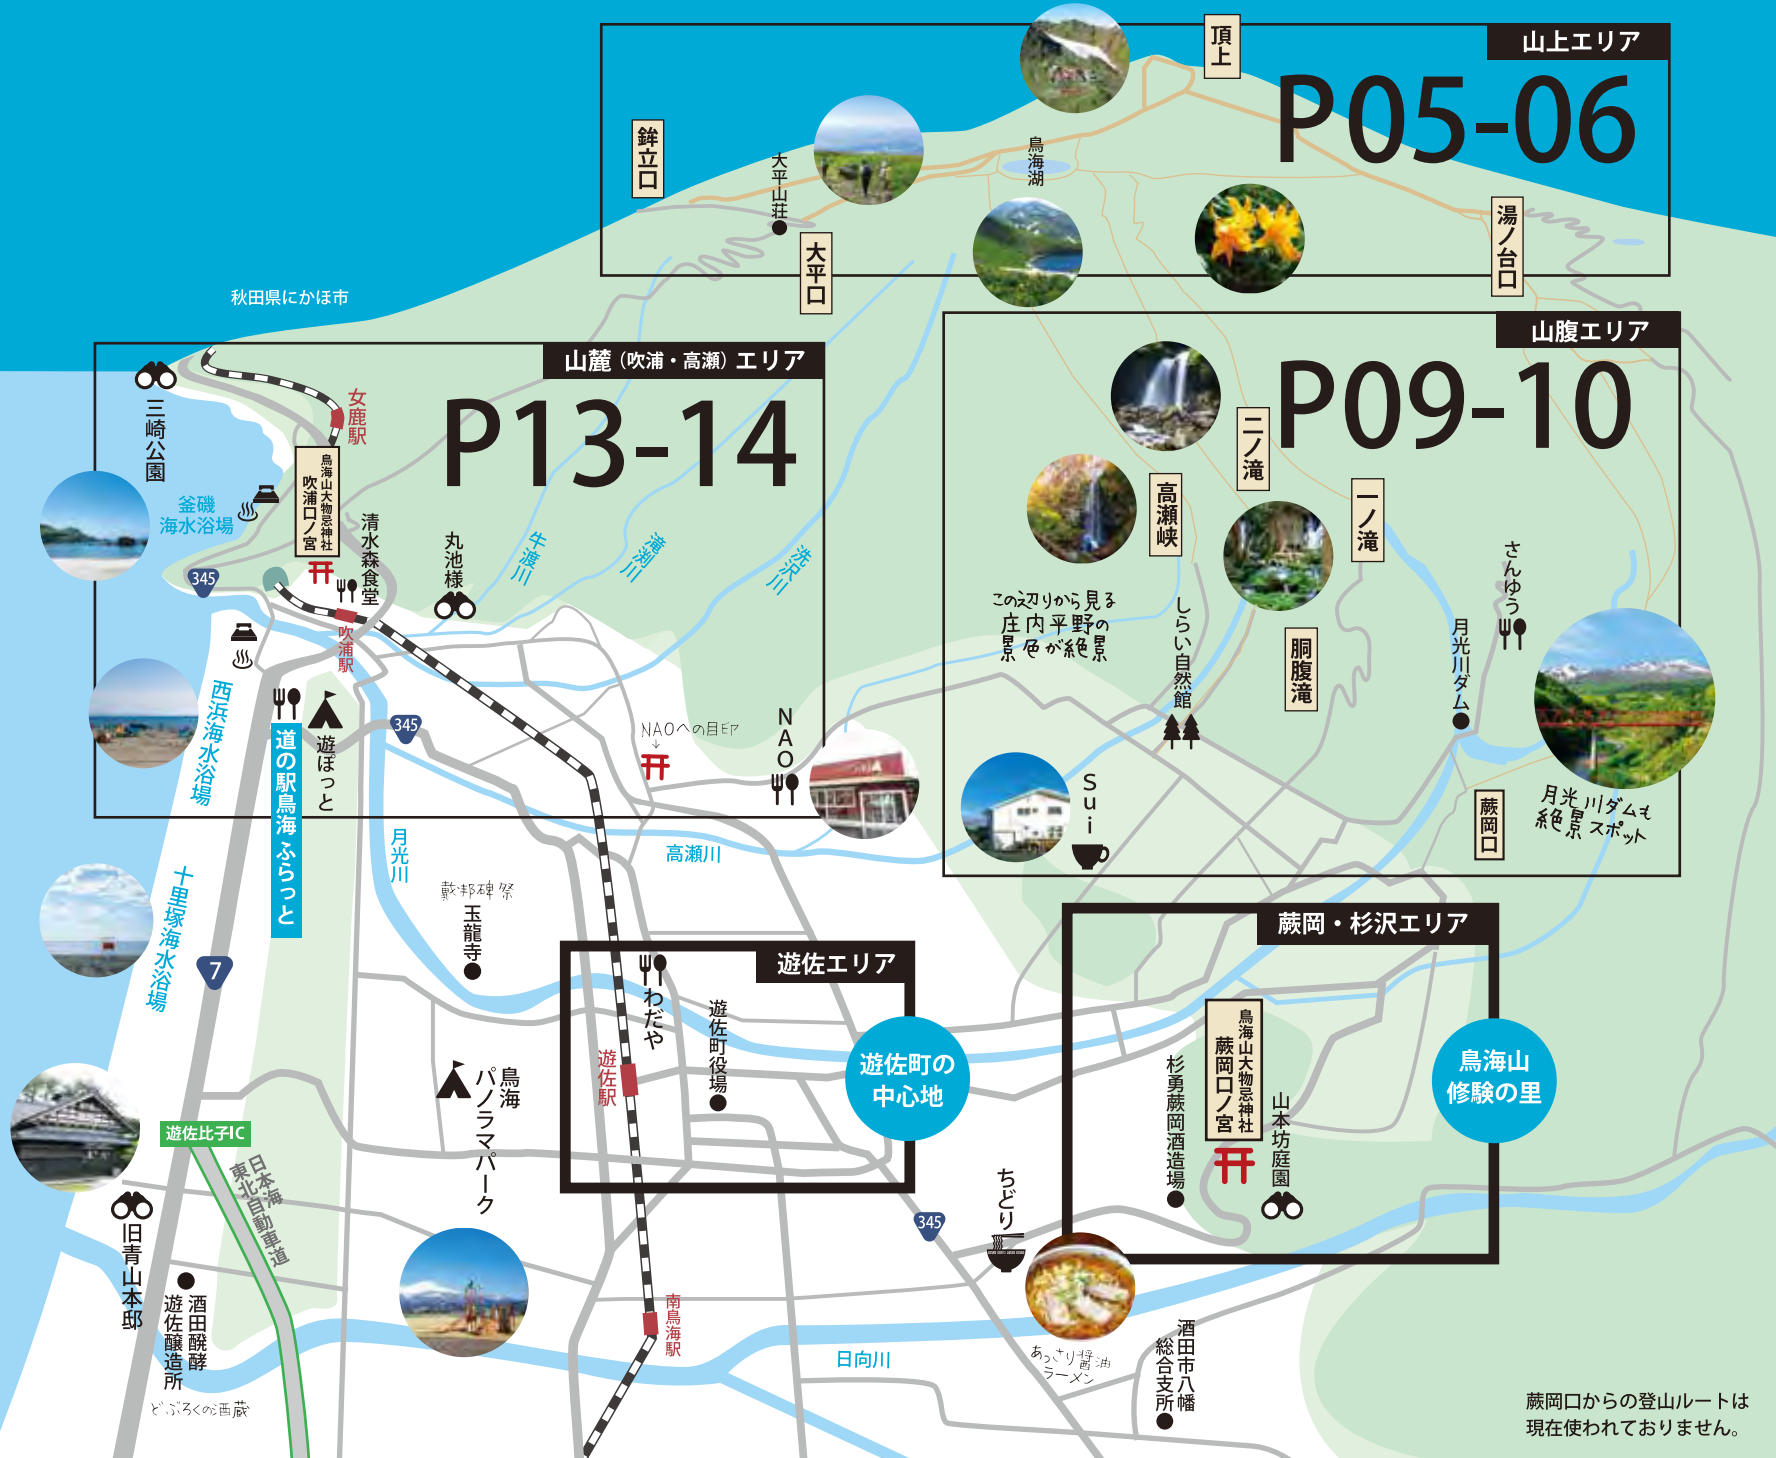 山上エリア
P05-06
頂上
鉾立口
大平山荘
大平口
鳥海湖
湯ノ台口
秋田県にかほ市
山麓（吹浦・高瀬）エリア
P13-14
三崎公園
女鹿駅
釜磯
海水浴場
鳥海山大物忌神社
吹浦口ノ宮
清水森食堂
丸池様
牛渡川
滝渕川
洗沢川
345
吹浦駅
西浜海水浴場
道の駅鳥海 ふらっと
遊ぽっと
345
NAOへの目印
↓
NAO
山腹エリア
P09-10
二ノ滝
高瀬峡
一ノ滝
この辺りから見る
庄内平野の
景色が絶景
しらい自然館
胴腹滝
さんゆう
月光川ダム
月光川ダムも
絶景スポット
蕨岡口
Sui
高瀬川
月光川
十里塚海水浴場
7
玉龍寺
遊佐エリア
わだや
遊佐町役場
遊佐駅
遊佐町の
中心地
蕨岡・杉沢エリア
鳥海山大物忌神社
蕨岡口ノ宮
杉勇蕨岡酒造場
山本坊庭園
鳥海山
修験の里
鳥海
パノラマパーク
遊佐比子IC
日本海
東北自動車道
旧青山本邸
酒田醗酵
遊佐醸造所
どぶろくの酒蔵
345
ちどり
あっさり醤油
ラーメン
南鳥海駅
日向川
酒田市八幡
総合支所
蕨岡口からの登山ルートは
現在使われておりません。